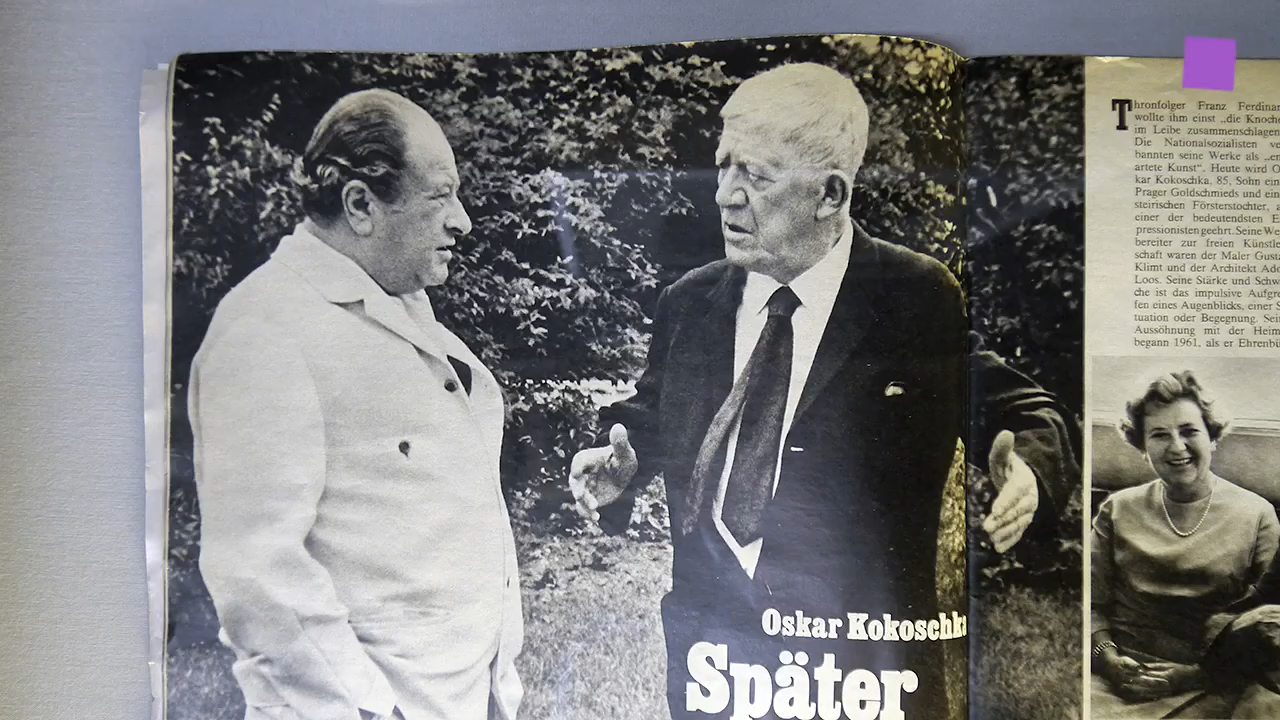 Oskar Kokoschka
Später
Thronfolger Franz Ferdinan
wollte ihm einst „die Knoche
im Leibe zusammenschlagen
Die Nationalsozialisten ve
bannten seine Werke als „en
artete Kunst“. Heute wird O
kar Kokoschka, 85, Sohn ein
Prager Goldschmieds und ein
steirischen Försterstochter, a
einer der bedeutendsten E
pressionisten geehrt. Seine We
bereiter zur freien Künstle
schaft waren der Maler Gusta
Klimt und der Architekt Ado
Loos. Seine Stärke und Schw
che ist das impulsive Aufgre
fen eines Augenblicks, einer S
tuation oder Begegnung. Sein
Aussöhnung mit der Heim
begann 1961, als er Ehrenbü